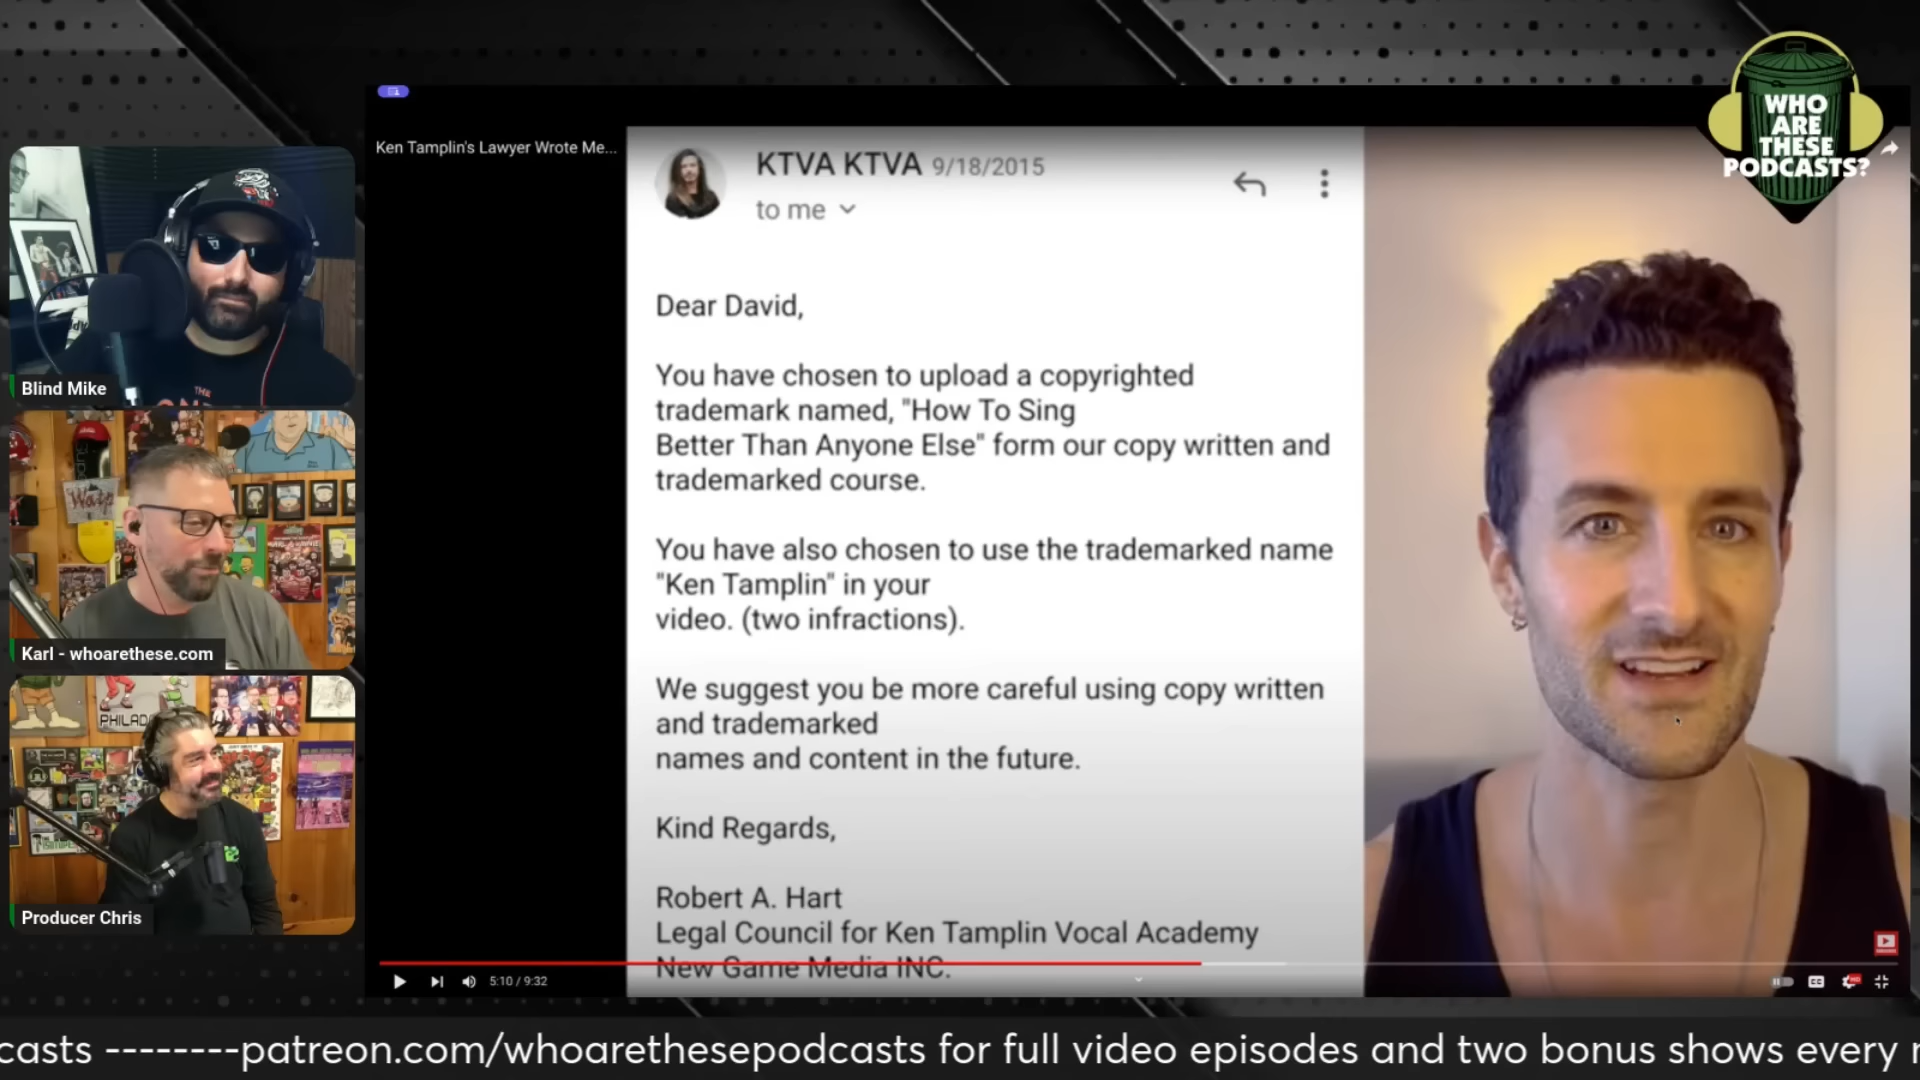 WHO
ARE
THESE
PODCASTS?
Ken Tamplin's Lawyer Wrote Me...
KTVA KTVA 9/18/2015
to me
Dear David,
You have chosen to upload a copyrighted
trademark named, "How To Sing
Better Than Anyone Else" form our copy written and
trademarked course.
You have also chosen to use the trademarked name
"Ken Tamplin" in your
video. (two infractions).
We suggest you be more careful using copy written
and trademarked
names and content in the future.
Kind Regards,
Robert A. Hart
Legal Council for Ken Tamplin Vocal Academy
New Game Media INC.
5:10 / 9:32
THE
Blind Mike
Karl - whoarethese.com
PHILAD
Producer Chris
casts --------patreon.com/whoarethesepodcasts for full video episodes and two bonus shows every